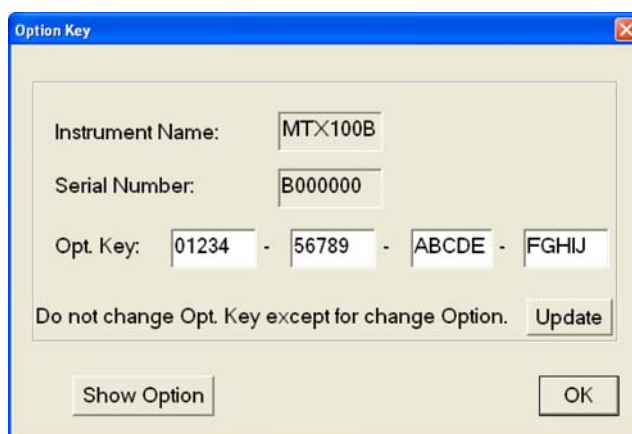 Option Key
Instrument Name: MTX100B
Serial Number: B000000
Opt. Key: 01234 - 56789 - ABCDE - FGHIJ
Do not change Opt. Key except for change Option. Update
Show Option OK